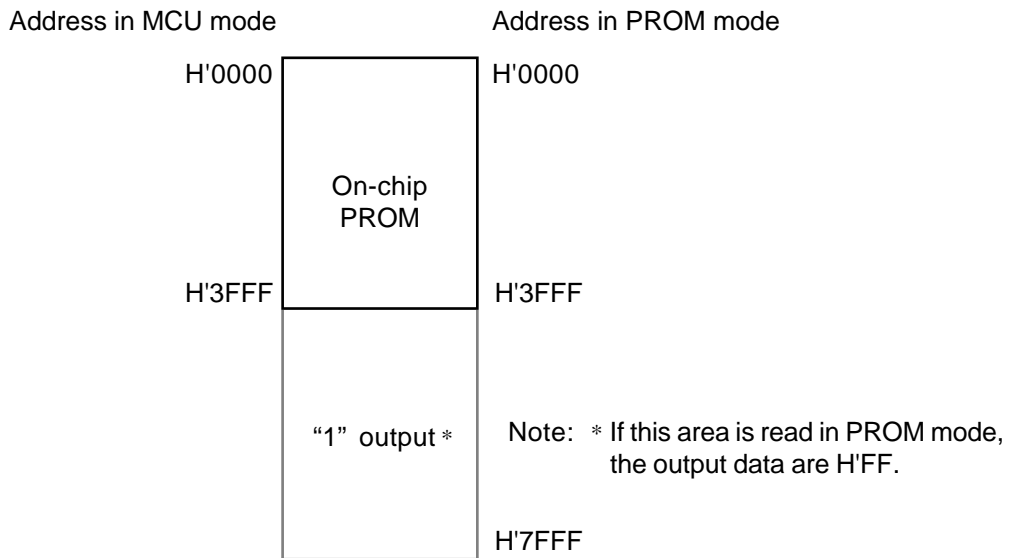 Address in MCU mode
Address in PROM mode
H'0000
H'0000
On-chip
PROM
H'3FFF
H'3FFF
“1” output *
Note: * If this area is read in PROM mode,
the output data are H'FF.
H'7FFF